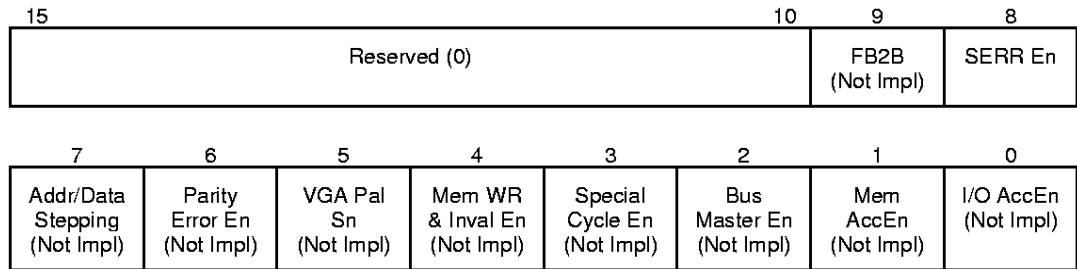 15 10 9 8
Reserved (0) FB2B SERR En
(Not Impl)
7 6 5 4 3 2 1 0
Addr/Data Parity VGA Pal Mem WR Special Bus Mem I/O AccEn
Stepping Error En Sn & Inval En Cycle En Master En AccEn (Not Impl)
(Not Impl) (Not Impl) (Not Impl) (Not Impl) (Not Impl) (Not Impl) (Not Impl)